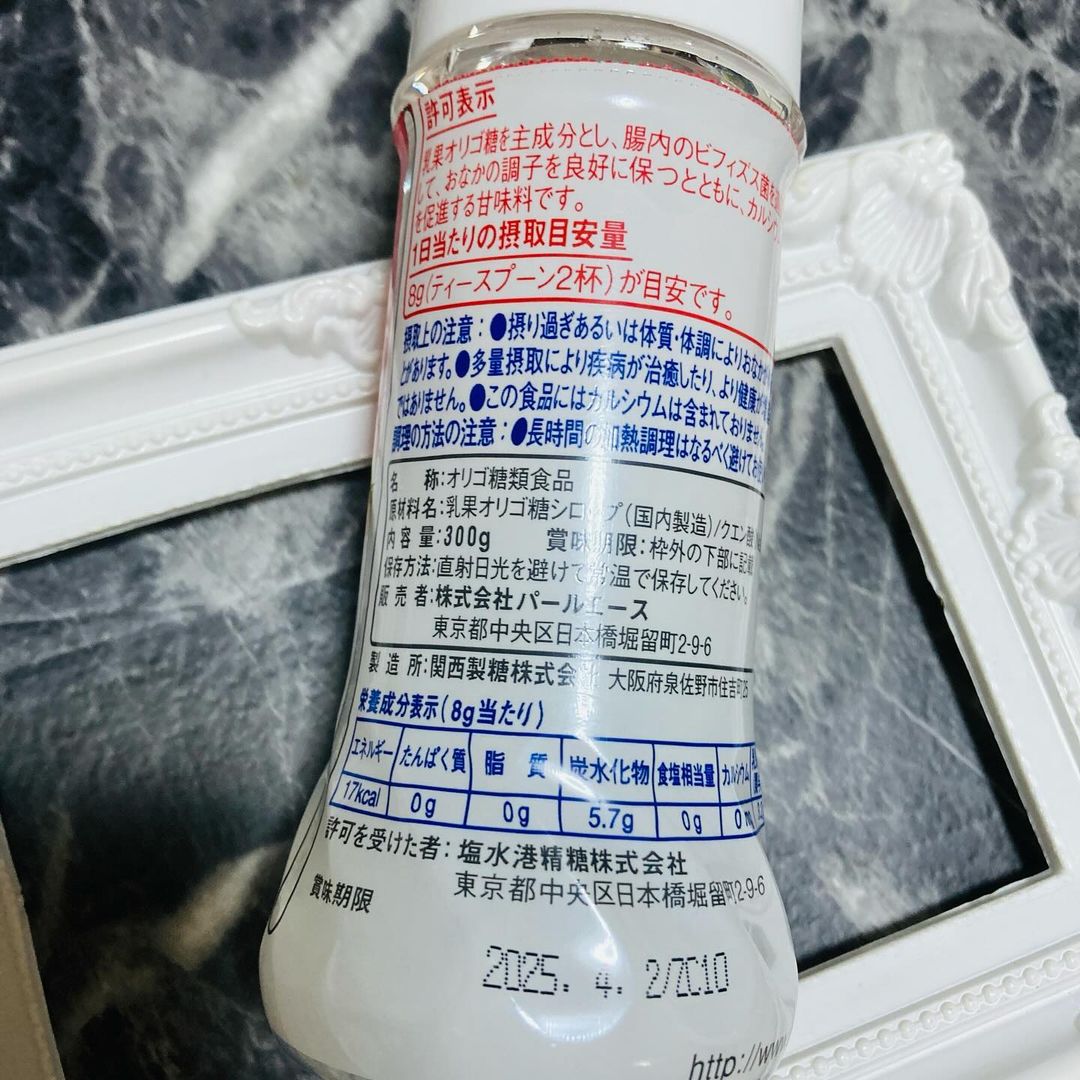 許可表示
乳果オリゴ糖を主成分とし、腸内のビフィズス菌を
して、おなかの調子を良好に保つとともに、カルシウ
を促進する甘味料です。
1日当たりの摂取目安量
8g(ティースプーン2杯)が目安です。
摂取上の注意:●摂り過ぎあるいは体質・体調によりおなかが
とがあります。●多量摂取により疾病が治癒したり、より健康が
ではありません。●この食品にはカルシウムは含まれておりません
調理の方法の注意:●長時間の加熱調理はなるべく避けてお
名 称:オリゴ糖類食品
原材料名:乳果オリゴ糖シロップ(国内製造)/クエン酸
内容量:300g 賞味期限:枠外の下部に記載
保存方法:直射日光を避けて常温で保存してください。
販売者:株式会社パールエース
東京都中央区日本橋堀留町2-9-6
製造所:関西製糖株式会社 大阪府泉佐野市住吉町25
栄養成分表示(8g当たり)
エネルギー たんぱく質 脂 質 炭水化物 食塩相当量 カルシウム
17kcal 0g 0g 5.7g 0g 0m
許可を受けた者:塩水港精糖株式会社
東京都中央区日本橋堀留町2-9-6
賞味期限
2025. 4. 2/ZC10
http://www